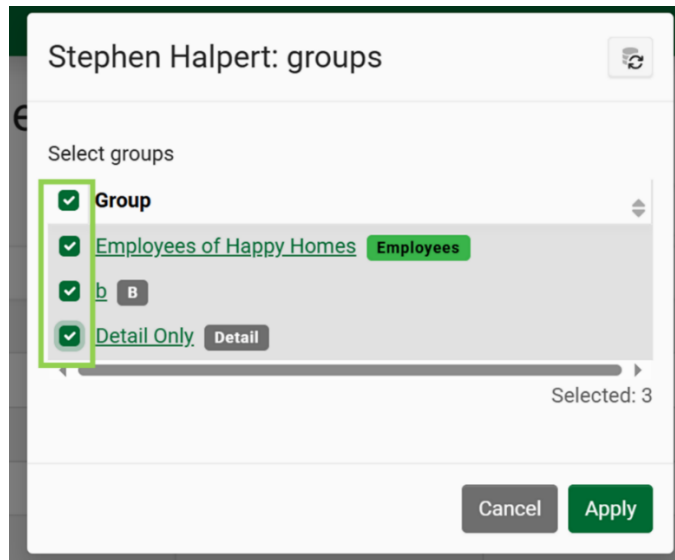 Stephen Halpert: groups
e
Select groups
Group
Employees of Happy Homes Employees
b B
Detail Only Detail
Selected: 3
Cancel Apply